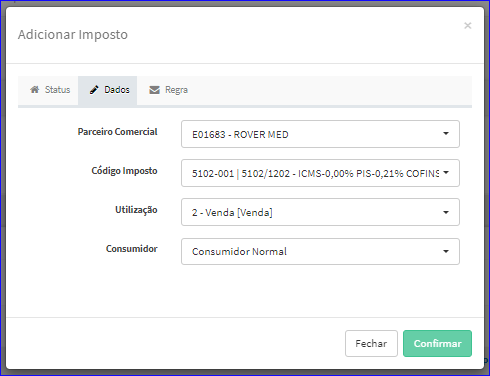 Adicionar Imposto
×
Status Dados Regra
Parceiro Comercial E01683 - ROVER MED
Código Imposto 5102-001 | 5102/1202 - ICMS-0,00% PIS-0,21% COFINS
Utilização 2 - Venda [Venda]
Consumidor Consumidor Normal
Fechar Confirmar